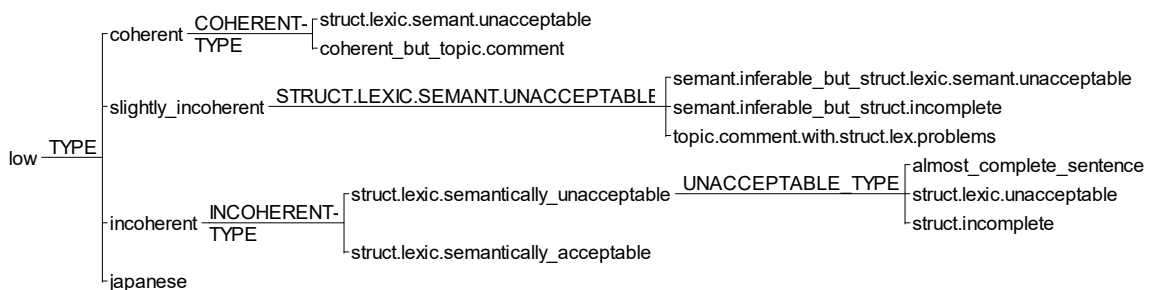 struct.lexic.semant.unacceptable
coherent COHERENT-
TYPE
coherent_but_topic.comment
semant.inferable_but_struct.lexic.semant.unacceptable
slightly_incoherent STRUCT.LEXIC.SEMANT.UNACCEPTABLE
semant.inferable_but_struct.incomplete
topic.comment.with.struct.lex.problems
low TYPE
almost_complete_sentence
struct.lexic.semantically_unacceptable UNACCEPTABLE_TYPE
struct.lexic.unacceptable
incoherent INCOHERENT-
TYPE
struct.incomplete
struct.lexic.semantically_acceptable
japanese